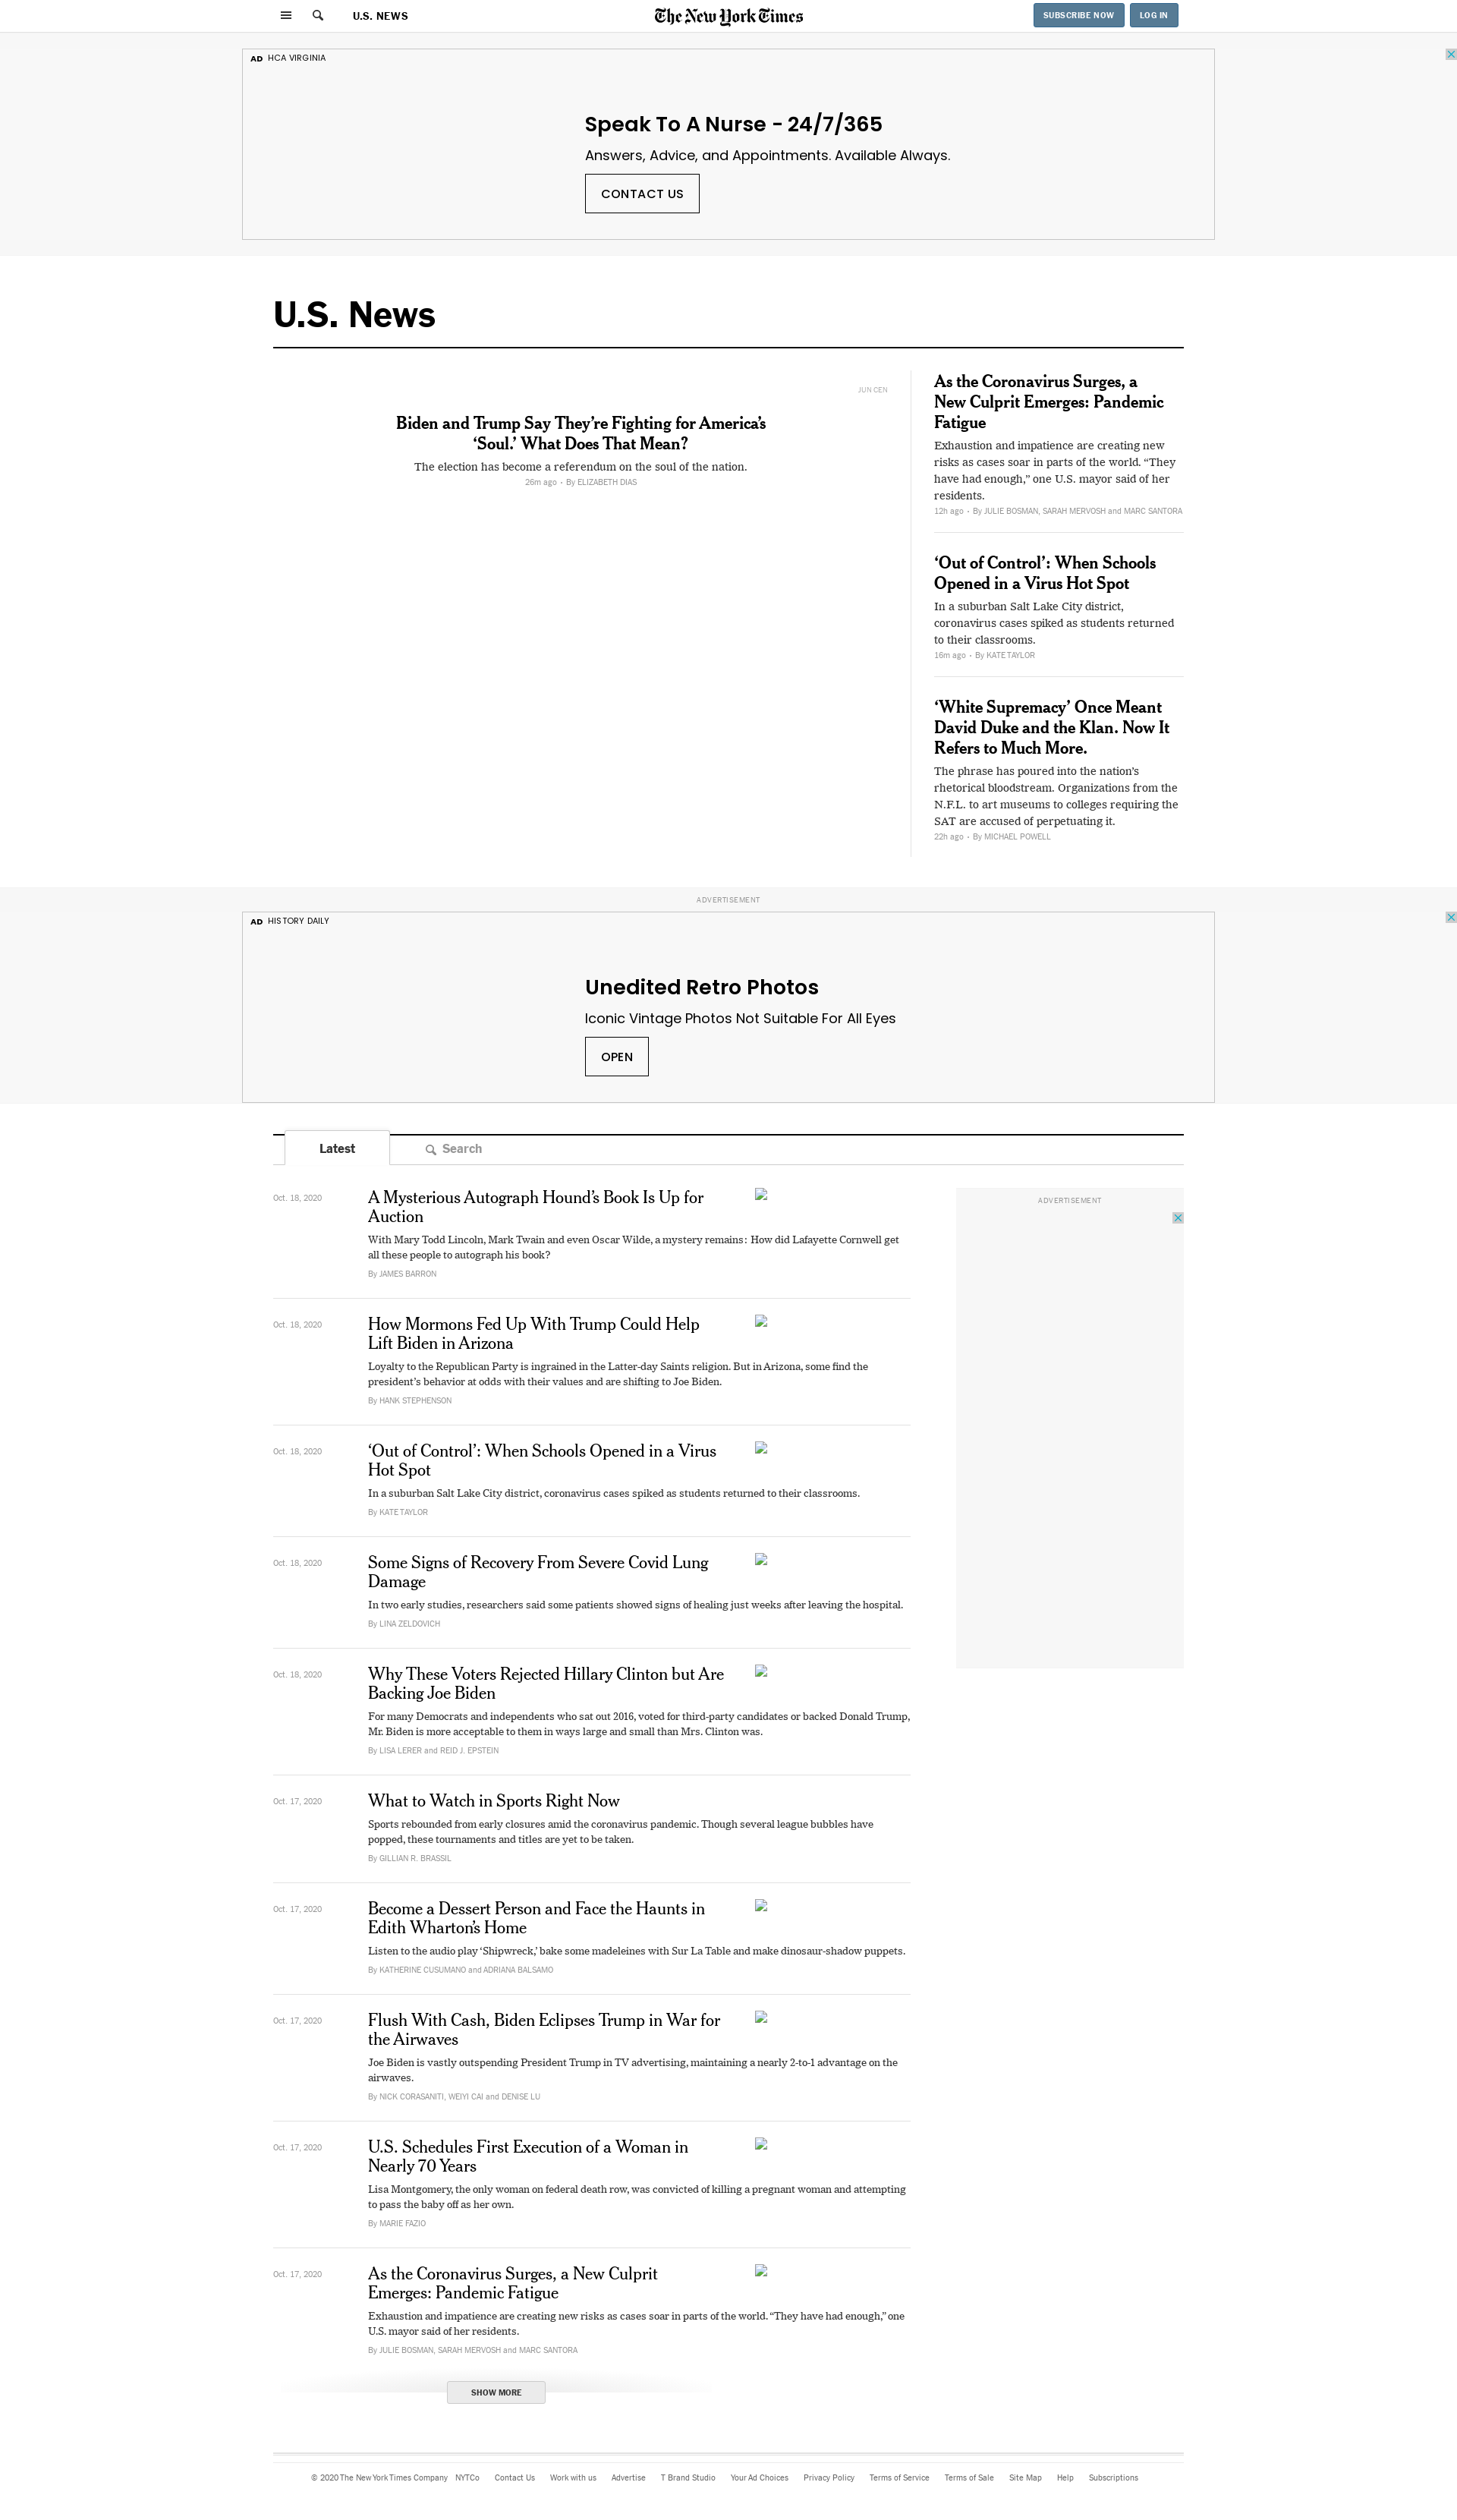 U.S. NEWS
The New York Times
SUBSCRIBE NOW
LOG IN
AD HCA VIRGINIA
Speak To A Nurse - 24/7/365
Answers, Advice, and Appointments. Available Always.
CONTACT US
U.S. News
JUN CEN
Biden and Trump Say They’re Fighting for America’s
‘Soul.’ What Does That Mean?
The election has become a referendum on the soul of the nation.
26m ago • By ELIZABETH DIAS
As the Coronavirus Surges, a
New Culprit Emerges: Pandemic
Fatigue
Exhaustion and impatience are creating new
risks as cases soar in parts of the world. “They
have had enough,” one U.S. mayor said of her
residents.
12h ago • By JULIE BOSMAN, SARAH MERVOSH and MARC SANTORA
‘Out of Control’: When Schools
Opened in a Virus Hot Spot
In a suburban Salt Lake City district,
coronavirus cases spiked as students returned
to their classrooms.
16m ago • By KATE TAYLOR
‘White Supremacy’ Once Meant
David Duke and the Klan. Now It
Refers to Much More.
The phrase has poured into the nation’s
rhetorical bloodstream. Organizations from the
N.F.L. to art museums to colleges requiring the
SAT are accused of perpetuating it.
22h ago • By MICHAEL POWELL
ADVERTISEMENT
AD HISTORY DAILY
Unedited Retro Photos
Iconic Vintage Photos Not Suitable For All Eyes
OPEN
Latest
Search
ADVERTISEMENT
Oct. 18, 2020
A Mysterious Autograph Hound’s Book Is Up for
Auction
With Mary Todd Lincoln, Mark Twain and even Oscar Wilde, a mystery remains: How did Lafayette Cornwell get
all these people to autograph his book?
By JAMES BARRON
Oct. 18, 2020
How Mormons Fed Up With Trump Could Help
Lift Biden in Arizona
Loyalty to the Republican Party is ingrained in the Latter-day Saints religion. But in Arizona, some find the
president’s behavior at odds with their values and are shifting to Joe Biden.
By HANK STEPHENSON
Oct. 18, 2020
‘Out of Control’: When Schools Opened in a Virus
Hot Spot
In a suburban Salt Lake City district, coronavirus cases spiked as students returned to their classrooms.
By KATE TAYLOR
Oct. 18, 2020
Some Signs of Recovery From Severe Covid Lung
Damage
In two early studies, researchers said some patients showed signs of healing just weeks after leaving the hospital.
By LINA ZELDOVICH
Oct. 18, 2020
Why These Voters Rejected Hillary Clinton but Are
Backing Joe Biden
For many Democrats and independents who sat out 2016, voted for third-party candidates or backed Donald Trump,
Mr. Biden is more acceptable to them in ways large and small than Mrs. Clinton was.
By LISA LERER and REID J. EPSTEIN
Oct. 17, 2020
What to Watch in Sports Right Now
Sports rebounded from early closures amid the coronavirus pandemic. Though several league bubbles have
popped, these tournaments and titles are yet to be taken.
By GILLIAN R. BRASSIL
Oct. 17, 2020
Become a Dessert Person and Face the Haunts in
Edith Wharton’s Home
Listen to the audio play ‘Shipwreck,’ bake some madeleines with Sur La Table and make dinosaur-shadow puppets.
By KATHERINE CUSUMANO and ADRIANA BALSAMO
Oct. 17, 2020
Flush With Cash, Biden Eclipses Trump in War for
the Airwaves
Joe Biden is vastly outspending President Trump in TV advertising, maintaining a nearly 2-to-1 advantage on the
airwaves.
By NICK CORASANITI, WEIYI CAI and DENISE LU
Oct. 17, 2020
U.S. Schedules First Execution of a Woman in
Nearly 70 Years
Lisa Montgomery, the only woman on federal death row, was convicted of killing a pregnant woman and attempting
to pass the baby off as her own.
By MARIE FAZIO
Oct. 17, 2020
As the Coronavirus Surges, a New Culprit
Emerges: Pandemic Fatigue
Exhaustion and impatience are creating new risks as cases soar in parts of the world. “They have had enough,” one
U.S. mayor said of her residents.
By JULIE BOSMAN, SARAH MERVOSH and MARC SANTORA
SHOW MORE
© 2020 The New York Times Company NYTCo Contact Us Work with us Advertise T Brand Studio Your Ad Choices Privacy Policy Terms of Service Terms of Sale Site Map Help Subscriptions